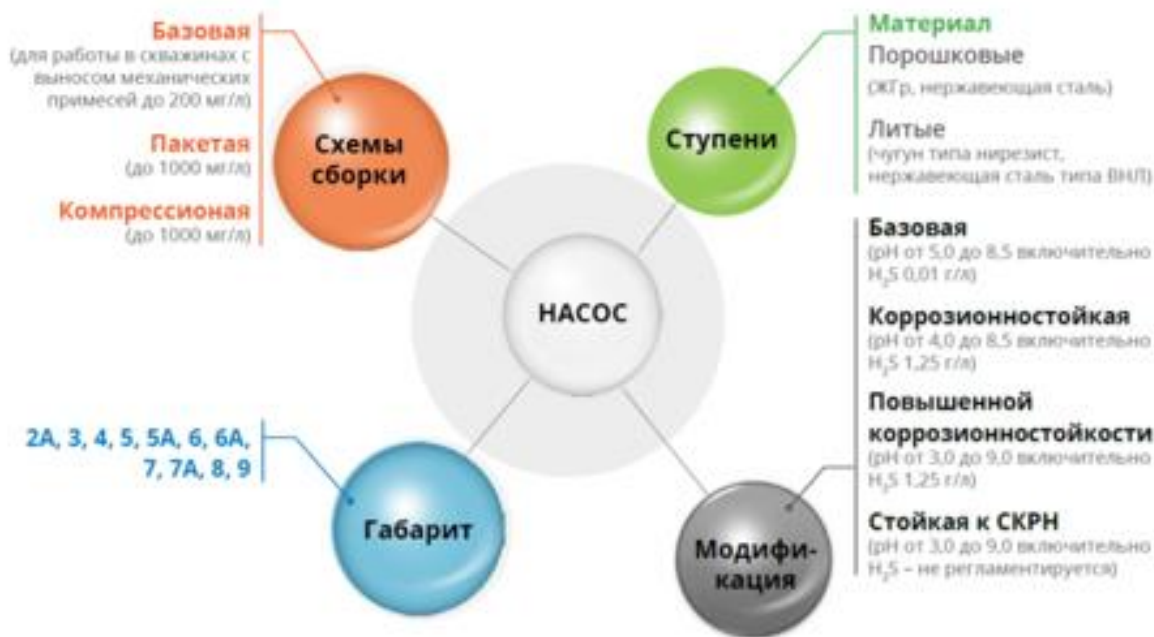 Базовая
(для работы в скважинах с
выносом механических
примесей до 200 мг/л)
Пакетая
(до 1000 мг/л)
Компрессионая
(до 1000 мг/л)
Схемы
сборки
Материал
Порошковые
(ЖГр, нержавеющая сталь)
Литые
(чугун типа нирезист,
нержавеющая сталь типа ВНЛ)
Ступени
НАСОС
2А, 3, 4, 5, 5А, 6, 6А,
7, 7А, 8, 9
Габарит
Базовая
(pH от 5,0 до 8,5 включительно
H₂S 0,01 г/л)
Коррозионностойкая
(pH от 4,0 до 8,5 включительно
H₂S 1,25 г/л)
Повышенной
коррозионностойкости
(pH от 3,0 до 9,0 включительно
H₂S 1,25 г/л)
Стойкая к СКРН
(pH от 3,0 до 9,0 включительно
H₂S – не регламентируется)
Модифи-
кация